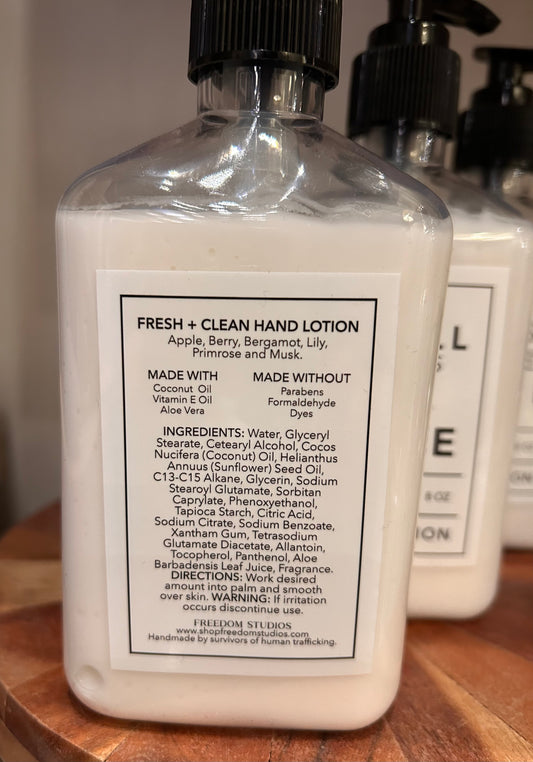 FRESH + CLEAN HAND LOTION
Apple, Berry, Bergamot, Lily,
Primrose and Musk.
MADE WITH
Coconut Oil
Vitamin E Oil
Aloe Vera
MADE WITHOUT
Parabens
Formaldehyde
Dyes
INGREDIENTS: Water, Glyceryl
Stearate, Cetearyl Alcohol, Cocos
Nucifera (Coconut) Oil, Helianthus
Annuus (Sunflower) Seed Oil,
C13-C15 Alkane, Glycerin, Sodium
Stearoyl Glutamate, Sorbitan
Caprylate, Phenoxyethanol,
Tapioca Starch, Citric Acid,
Sodium Citrate, Sodium Benzoate,
Xantham Gum, Tetrasodium
Glutamate Diacetate, Allantoin,
Tocopherol, Panthenol, Aloe
Barbadensis Leaf Juice, Fragrance.
DIRECTIONS: Work desired
amount into palm and smooth
over skin. WARNING: If irritation
occurs discontinue use.
FREEDOM STUDIOS
www.shopfreedomstudios.com
Handmade by survivors of human trafficking.
8 OZ